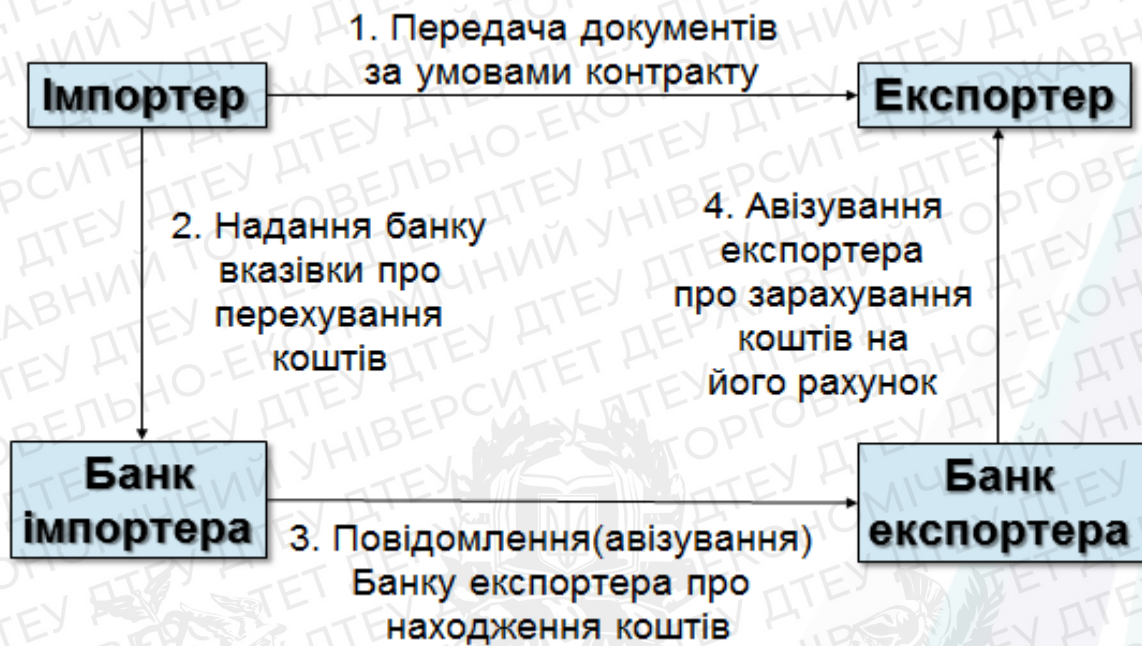 1. Передача документів
за умовами контракту
Імпортер
Експортер
2. Надання банку
вказівки про
перехування
коштів
4. Авізування
експортера
про зарахування
коштів на
його рахунок
Банк
імпортера
Банк
експортера
3. Повідомлення(авізування)
Банку експортера про
находження коштів